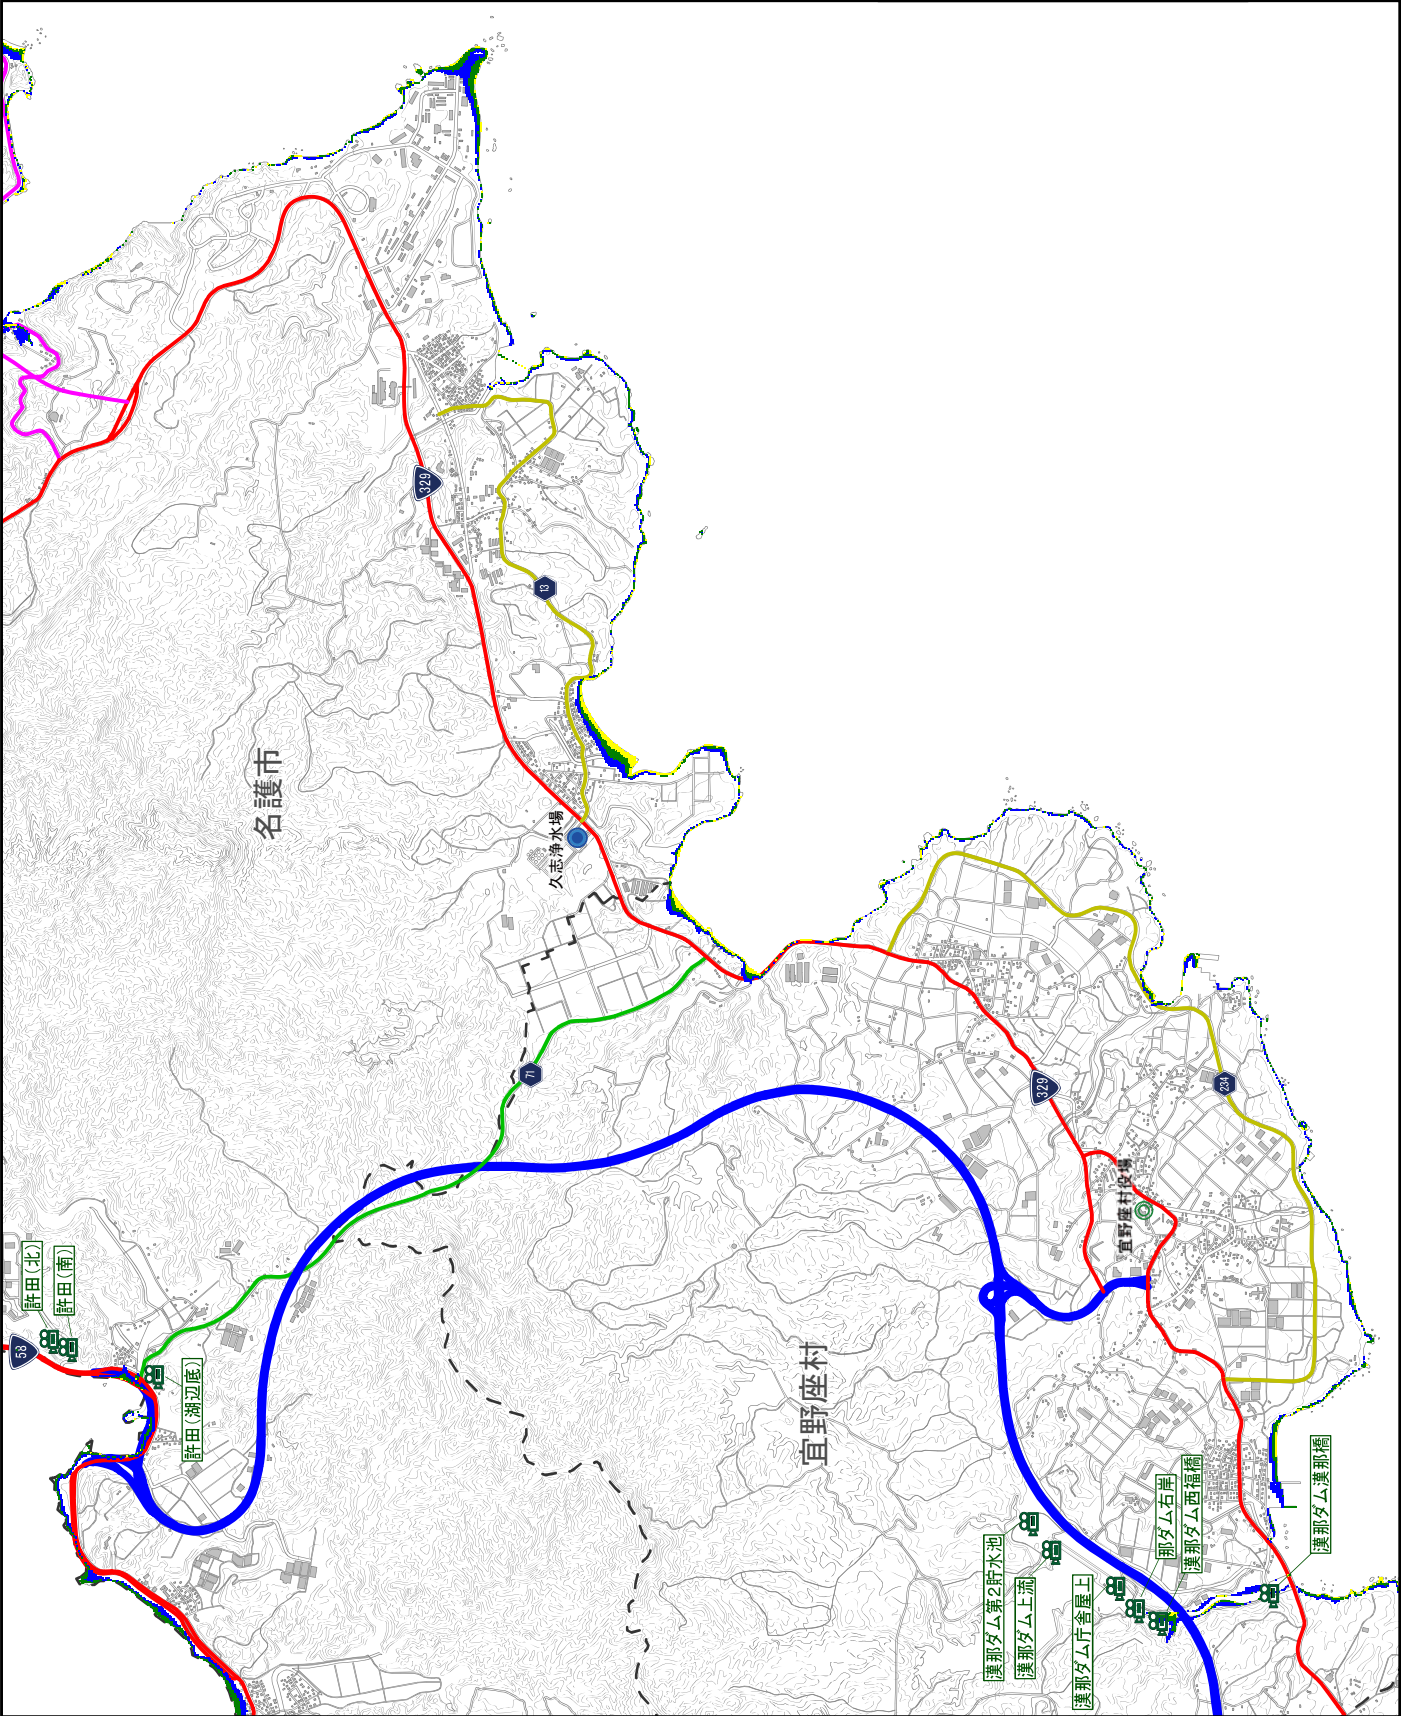 許田(北)
許田(南)
58
許田(湖辺底)
名護市
329
13
久志浄水場
71
329
234
宜野座村役場
宜野座村
漢那ダム第2貯水池
漢那ダム上流
漢那ダム庁舎屋上
那ダム右岸
漢那ダム西福橋
漢那ダム漢那橋